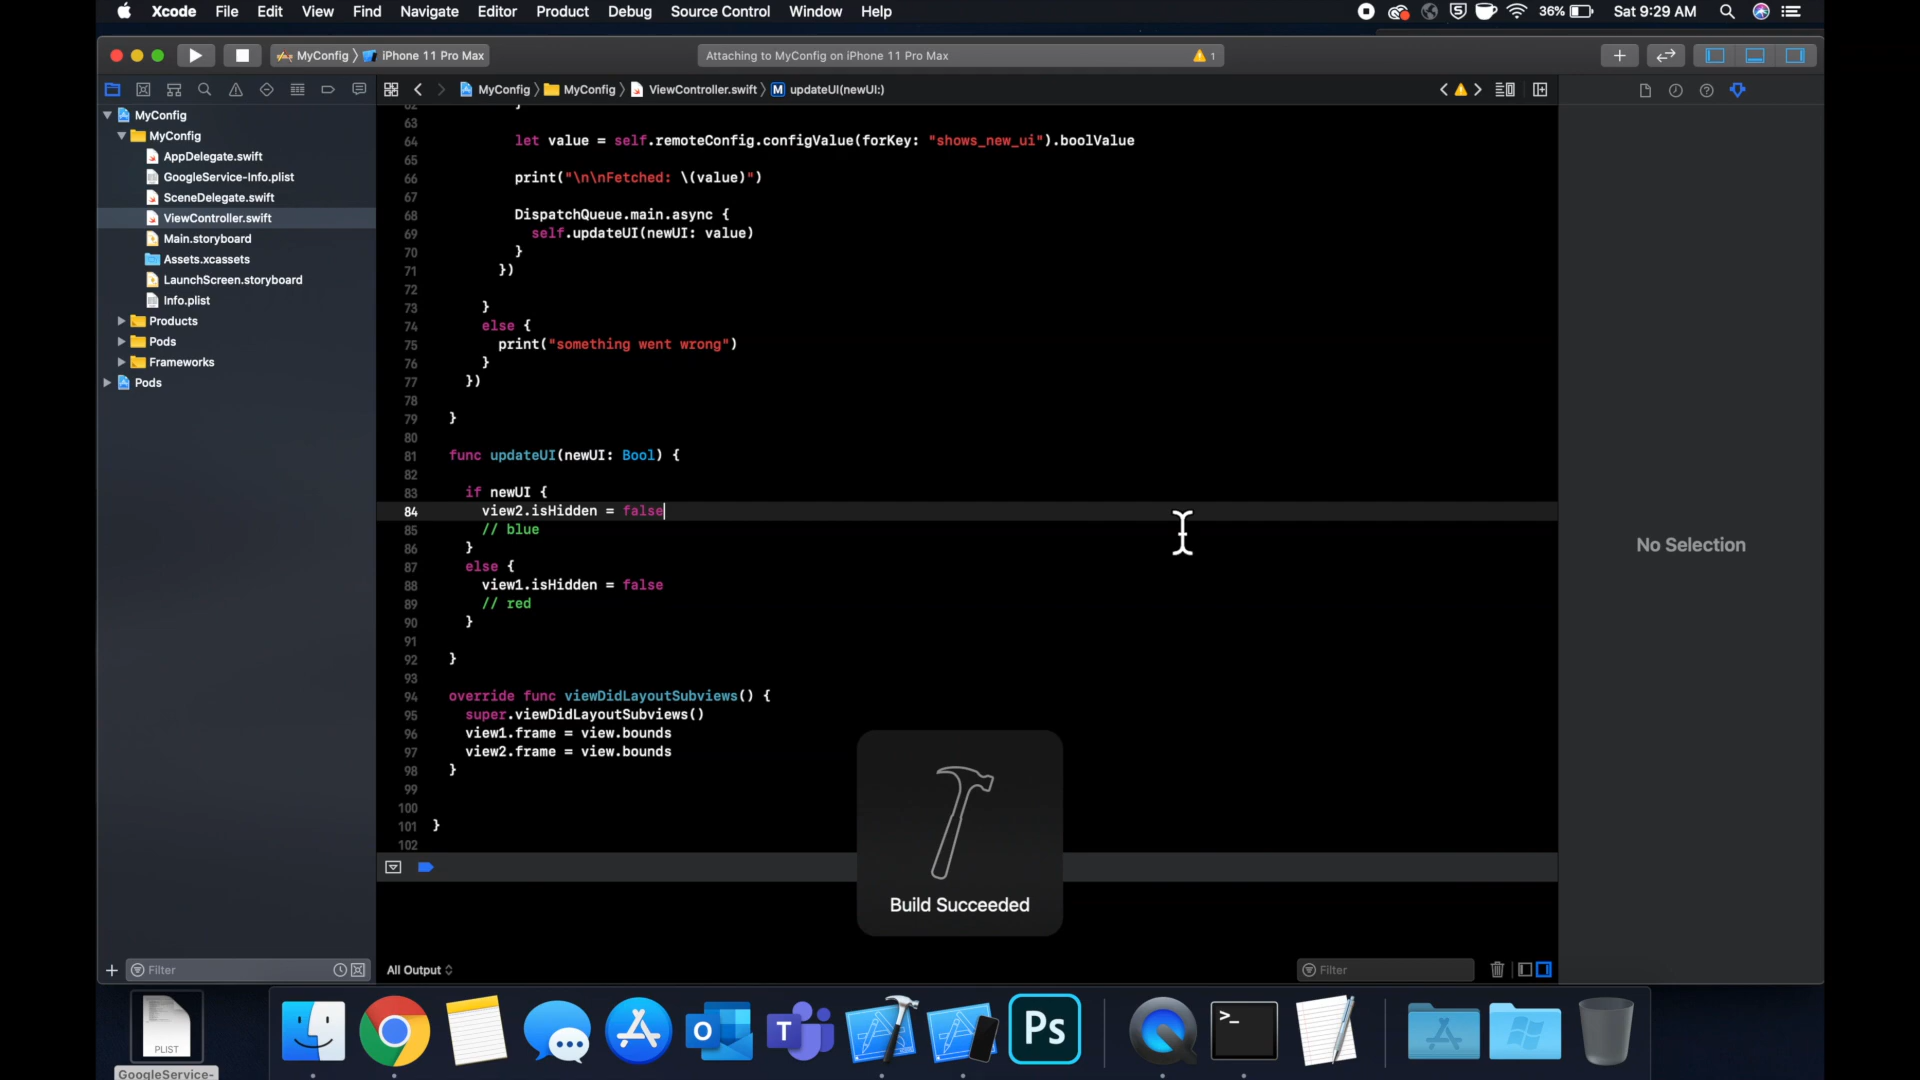 Xcode File Edit View Find Navigate Editor Product Debug Source Control Window Help 36% Sat 9:29 AM
MyConfig iPhone 11 Pro Max Attaching to MyConfig on iPhone 11 Pro Max 1
MyConfig MyConfig ViewController.swift M updateUI(newUI:)
MyConfig
MyConfig
AppDelegate.swift
GoogleService-Info.plist
SceneDelegate.swift
ViewController.swift
Main.storyboard
Assets.xcassets
LaunchScreen.storyboard
Info.plist
Products
Pods
Frameworks
Pods
62 }
63
64 let value = self.remoteConfig.configValue(forKey: "shows_new_ui").boolValue
65
66 print("\n\nFetched: \(value)")
67
68 DispatchQueue.main.async {
69 self.updateUI(newUI: value)
70 }
71 })
72
73 }
74 else {
75 print("something went wrong")
76 }
77 })
78
79 }
80
81 func updateUI(newUI: Bool) {
82
83 if newUI {
84 view2.isHidden = false
85 // blue
86 }
87 else {
88 view1.isHidden = false
89 // red
90 }
91
92 }
93
94 override func viewDidLayoutSubviews() {
95 super.viewDidLayoutSubviews()
96 view1.frame = view.bounds
97 view2.frame = view.bounds
98 }
99
100
101 }
102
No Selection
Build Succeeded
Filter
All Output
Filter
PLIST
GoogleService-
T
Ps
>_